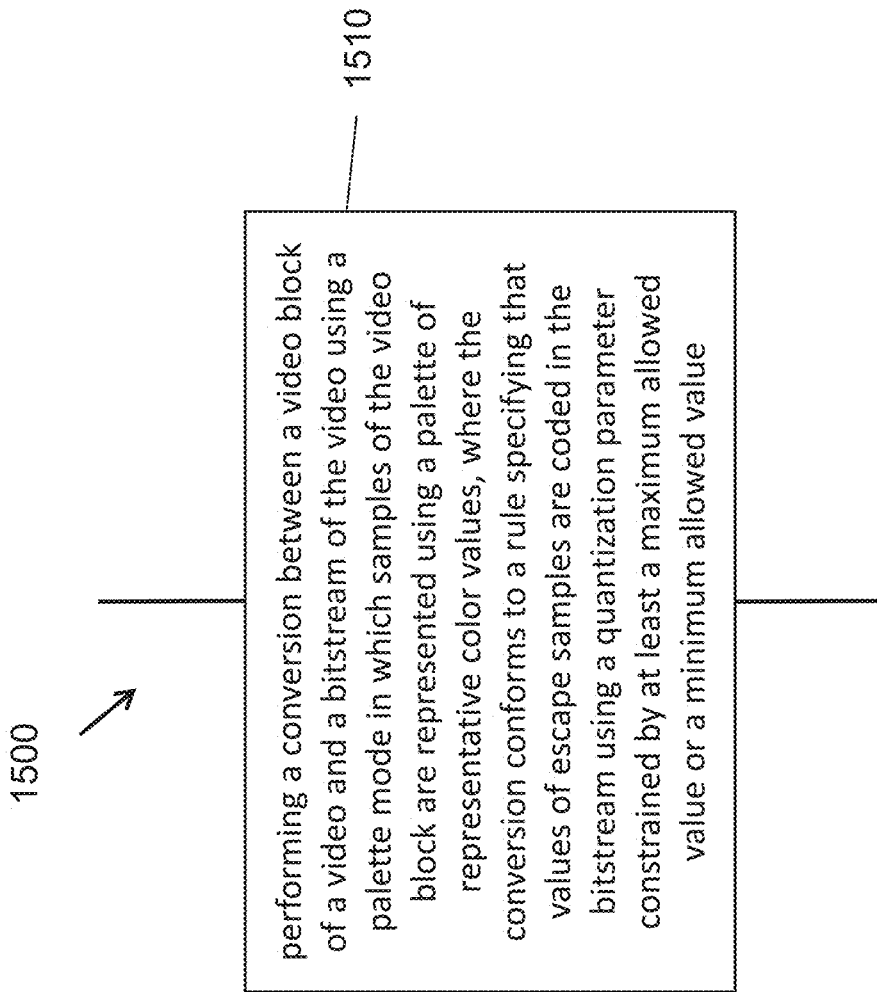 1500
1510
performing a conversion between a video block
of a video and a bitstream of the video using a
palette mode in which samples of the video
block are represented using a palette of
representative color values, where the
conversion conforms to a rule specifying that
values of escape samples are coded in the
bitstream using a quantization parameter
constrained by at least a maximum allowed
value or a minimum allowed value